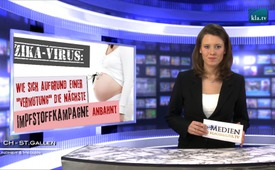 kla.tv
ZIKA-VIRUS:
WIE SICH AUFGRUND EINER
"VERMUTUNG" DIE NÄCHSTE
IMPFSTOFFKAMPAGNE ANBAHNT
MEDIEN
CH - ST.GALLEN